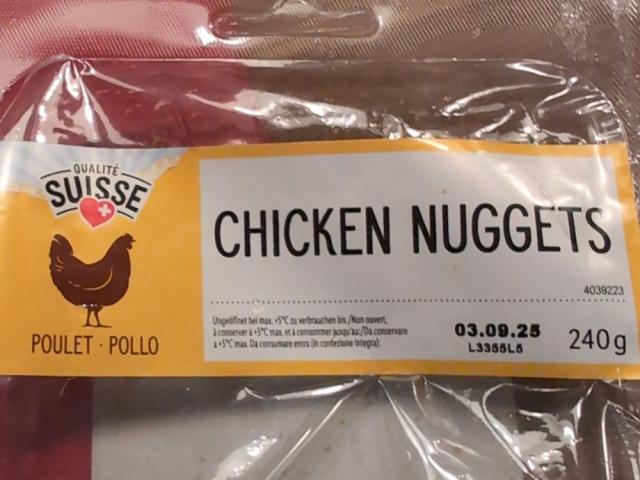 QUALITÉ
SUISSE
POULET · POLLO
CHICKEN NUGGETS
4039223
Ungeöffnet bei max. +5°C zu verbrauchen bis:/Non ouvert,
à conserver à +5°C max. et à consommer jusqu'au:/Da conservare
a +5°C max. Da consumare entro (in confezione integra):
03.09.25
L3355L5
240g